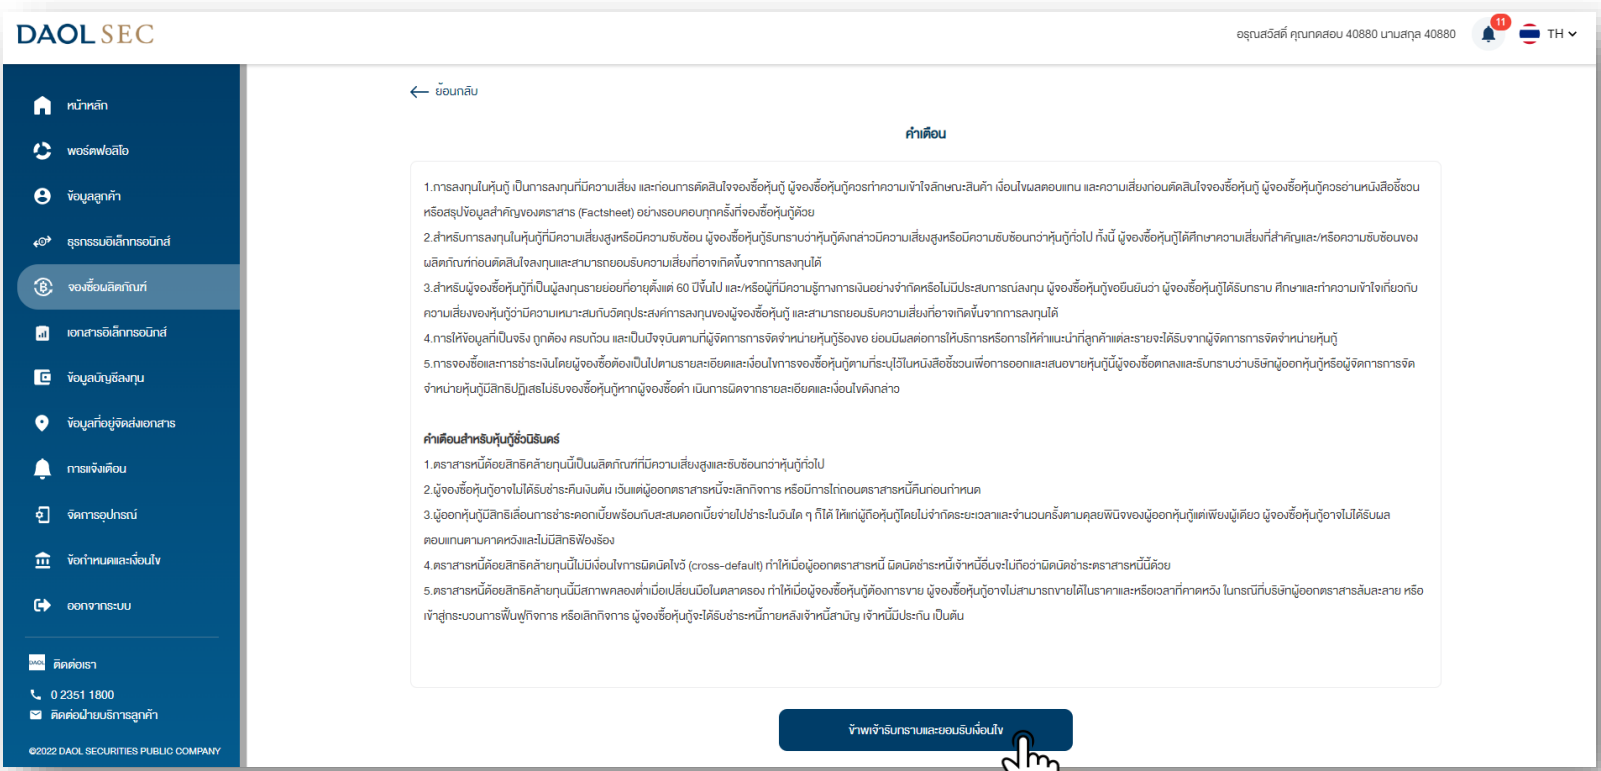 DAOL SEC
อรุณสวัสดิ์ คุณทดสอบ 40880 นามสกุล 40880
11
TH
หน้าหลัก
พอร์ตฟอลิโอ
ข้อมูลลูกค้า
ธุรกรรมอิเล็กทรอนิกส์
จองซื้อผลิตภัณฑ์
เอกสารอิเล็กทรอนิกส์
ข้อมูลบัญชีลงทุน
ข้อมูลที่อยู่จัดส่งเอกสาร
การแจ้งเตือน
จัดการอุปกรณ์
ข้อกำหนดและเงื่อนไข
ออกจากระบบ
DAOL ติดต่อเรา
0 2351 1800
ติดต่อฝ่ายบริการลูกค้า
©2022 DAOL SECURITIES PUBLIC COMPANY
ย้อนกลับ
คำเตือน
1.การลงทุนในหุ้นกู้ เป็นการลงทุนที่มีความเสี่ยง และก่อนการตัดสินใจจองซื้อหุ้นกู้ ผู้จองซื้อหุ้นกู้ควรทำความเข้าใจลักษณะสินค้า เงื่อนไขผลตอบแทน และความเสี่ยงก่อนตัดสินใจจองซื้อหุ้นกู้ ผู้จองซื้อหุ้นกู้ควรอ่านหนังสือชี้ชวน
หรือสรุปข้อมูลสำคัญของตราสาร (Factsheet) อย่างรอบคอบทุกครั้งที่จองซื้อหุ้นกู้ด้วย
2.สำหรับการลงทุนในหุ้นกู้ที่มีความเสี่ยงสูงหรือมีความซับซ้อน ผู้จองซื้อหุ้นกู้รับทราบว่าหุ้นกู้ดังกล่าวมีความเสี่ยงสูงหรือมีความซับซ้อนกว่าหุ้นกู้ทั่วไป ทั้งนี้ ผู้จองซื้อหุ้นกู้ได้ศึกษาความเสี่ยงที่สำคัญและ/หรือความซับซ้อนของ
ผลิตภัณฑ์ก่อนตัดสินใจลงทุนและสามารถยอมรับความเสี่ยงที่อาจเกิดขึ้นจากการลงทุนได้
3.สำหรับผู้จองซื้อหุ้นกู้ที่เป็นผู้ลงทุนรายย่อยที่อายุตั้งแต่ 60 ปีขึ้นไป และ/หรือผู้ที่มีความรู้ทางการเงินอย่างจำกัดหรือไม่มีประสบการณ์ลงทุน ผู้จองซื้อหุ้นกู้ขอยืนยันว่า ผู้จองซื้อหุ้นกู้ได้รับทราบ ศึกษาและทำความเข้าใจเกี่ยวกับ
ความเสี่ยงของหุ้นกู้ว่ามีความเหมาะสมกับวัตถุประสงค์การลงทุนของผู้จองซื้อหุ้นกู้ และสามารถยอมรับความเสี่ยงที่อาจเกิดขึ้นจากการลงทุนได้
4.การให้ข้อมูลที่เป็นจริง ถูกต้อง ครบถ้วน และเป็นปัจจุบันตามที่ผู้จัดการการจัดจำหน่ายหุ้นกู้ร้องขอ ย่อมมีผลต่อการให้บริการหรือการให้คำแนะนำที่ลูกค้าแต่ละรายจะได้รับจากผู้จัดการการจัดจำหน่ายหุ้นกู้
5.การจองซื้อและการชำระเงินโดยผู้จองซื้อต้องเป็นไปตามรายละเอียดและเงื่อนไขการจองซื้อหุ้นกู้ตามที่ระบุไว้ในหนังสือชี้ชวนเพื่อการออกและเสนอขายหุ้นกู้นี้ผู้จองซื้อตกลงและรับทราบว่าบริษัทผู้ออกหุ้นกู้หรือผู้จัดการการจัด
จำหน่ายหุ้นกู้มีสิทธิปฏิเสธไม่รับจองซื้อหุ้นกู้หากผู้จองซื้อดำ เนินการผิดจากรายละเอียดและเงื่อนไขดังกล่าว
คำเตือนสำหรับหุ้นกู้ชั่วนิรันดร์
1.ตราสารหนี้ด้อยสิทธิคล้ายทุนนี้เป็นผลิตภัณฑ์ที่มีความเสี่ยงสูงและซับซ้อนกว่าหุ้นกู้ทั่วไป
2.ผู้จองซื้อหุ้นกู้อาจไม่ได้รับชำระคืนเงินต้น เว้นแต่ผู้ออกตราสารหนี้จะเลิกกิจการ หรือมีการไถ่ถอนตราสารหนี้คืนก่อนกำหนด
3.ผู้ออกหุ้นกู้มีสิทธิเลื่อนการชำระดอกเบี้ยพร้อมกับสะสมดอกเบี้ยจ่ายไปชำระในวันใด ๆ ก็ได้ ให้แก่ผู้ถือหุ้นกู้โดยไม่จำกัดระยะเวลาและจำนวนครั้งตามดุลยพินิจของผู้ออกหุ้นกู้แต่เพียงผู้เดียว ผู้จองซื้อหุ้นกู้อาจไม่ได้รับผล
ตอบแทนตามคาดหวังและไม่มีสิทธิฟ้องร้อง
4.ตราสารหนี้ด้อยสิทธิคล้ายทุนนี้ไม่มีเงื่อนไขการผิดนัดไขว้ (cross-default) ทำให้เมื่อผู้ออกตราสารหนี้ ผิดนัดชำระหนี้เจ้าหนี้อื่นจะไม่ถือว่าผิดนัดชำระตราสารหนี้นี้ด้วย
5.ตราสารหนี้ด้อยสิทธิคล้ายทุนนี้มีสภาพคล่องต่ำเมื่อเปลี่ยนมือในตลาดรอง ทำให้เมื่อผู้จองซื้อหุ้นกู้ต้องการขาย ผู้จองซื้อหุ้นกู้อาจไม่สามารถขายได้ในราคาและหรือเวลาที่คาดหวัง ในกรณีที่บริษัทผู้ออกตราสารล้มละลาย หรือ
เข้าสู่กระบวนการฟื้นฟูกิจการ หรือเลิกกิจการ ผู้จองซื้อหุ้นกู้จะได้รับชำระหนี้ภายหลังเจ้าหนี้สามัญ เจ้าหนี้มีประกัน เป็นต้น
ข้าพเจ้ารับทราบและยอมรับเงื่อนไข